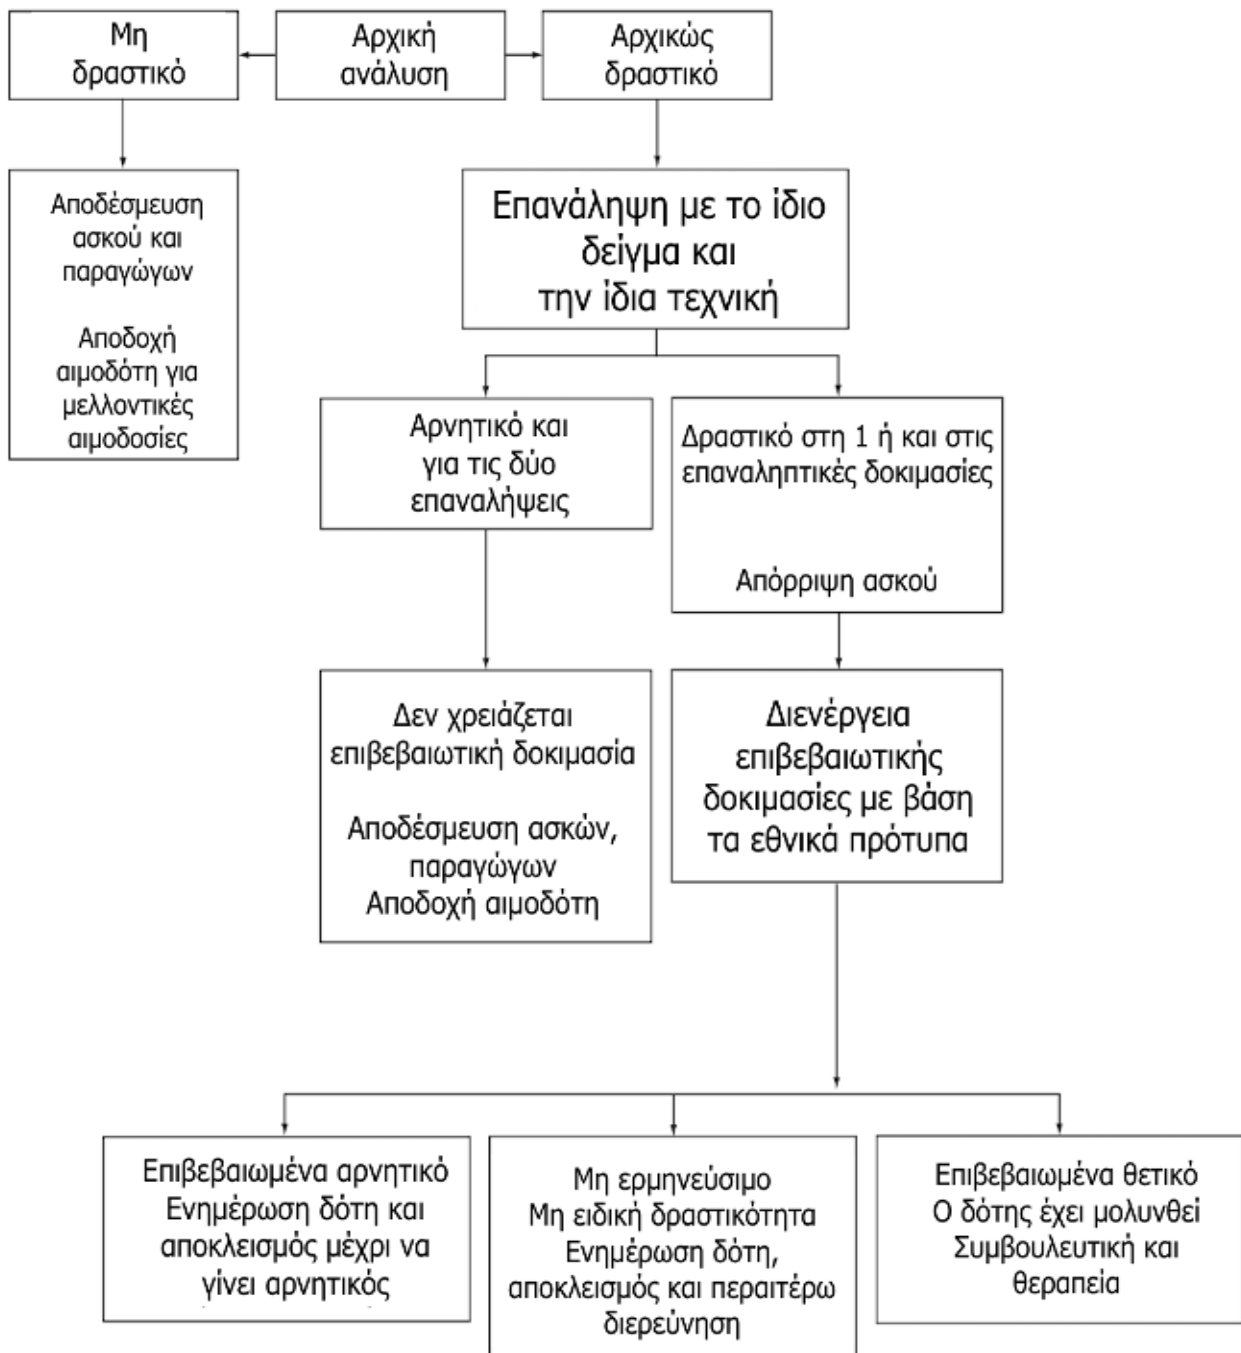 Μη
δραστικό
Αρχική
ανάλυση
Αρχικώς
δραστικό
Αποδέσμευση
ασκού και
παραγώγων
Αποδοχή
αιμοδότη για
μελλοντικές
αιμοδοσίες
Επανάληψη με το ίδιο
δείγμα και
την ίδια τεχνική
Αρνητικό και
για τις δύο
επαναλήψεις
Δραστικό στη 1 ή και στις
επαναληπτικές δοκιμασίες
Απόρριψη ασκού
Δεν χρειάζεται
επιβεβαιωτική δοκιμασία
Αποδέσμευση ασκών,
παραγώγων
Αποδοχή αιμοδότη
Διενέργεια
επιβεβαιωτικής
δοκιμασίες με βάση
τα εθνικά πρότυπα
Επιβεβαιωμένα αρνητικό
Ενημέρωση δότη και
αποκλεισμός μέχρι να
γίνει αρνητικός
Μη ερμηνεύσιμο
Μη ειδική δραστικότητα
Ενημέρωση δότη,
αποκλεισμός και περαιτέρω
διερεύνηση
Επιβεβαιωμένα θετικό
Ο δότης έχει μολυνθεί
Συμβουλευτική και
θεραπεία